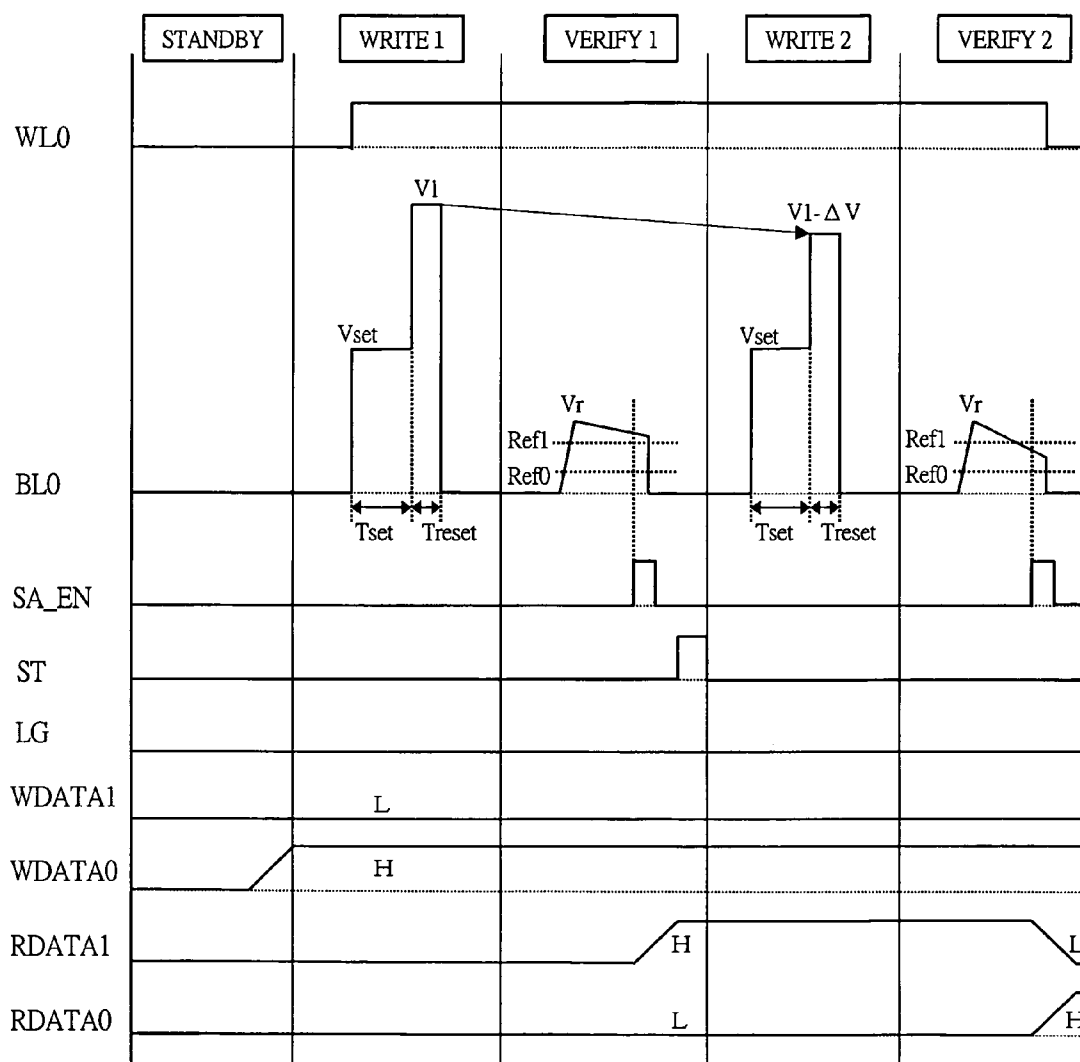 STANDBY WRITE 1 VERIFY 1 WRITE 2 VERIFY 2
WL0
V1 V1-ΔV
Vset Vset
Vr Vr
Ref1 Ref1
Ref0 Ref0
BL0
Tset Treset Tset Treset
SA_EN
ST
LG
WDATA1 L
WDATA0 H
RDATA1 H L
RDATA0 L H